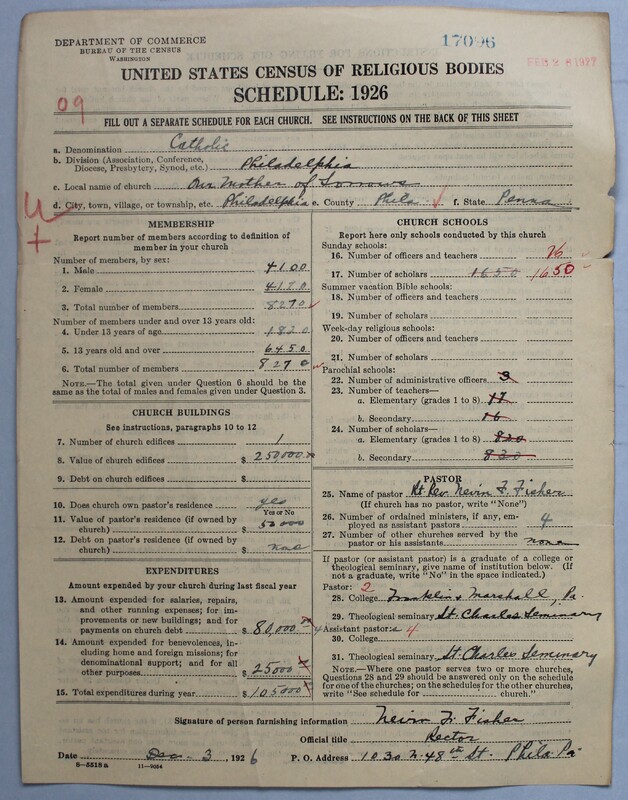 DEPARTMENT OF COMMERCE
BUREAU OF THE CENSUS
WASHINGTON
17096
FEB 26 1927
UNITED STATES CENSUS OF RELIGIOUS BODIES
SCHEDULE: 1926
09
FILL OUT A SEPARATE SCHEDULE FOR EACH CHURCH. SEE INSTRUCTIONS ON THE BACK OF THIS SHEET
a. Denomination Catholic
b. Division (Association, Conference, Diocese, Presbytery, Synod, etc.) Philadelphia
c. Local name of church Our Mother of Sorrows
d. City, town, village, or township, etc. Philadelphia e. County Phila. f. State Penna
MEMBERSHIP
Report number of members according to definition of
member in your church
Number of members, by sex:
1. Male 4100
2. Female 4170
3. Total number of members 8270
Number of members under and over 13 years old:
4. Under 13 years of age 1820
5. 13 years old and over 6450
6. Total number of members 8270
NOTE.—The total given under Question 6 should be
the same as the total of males and females given under Question 3.
CHURCH BUILDINGS
See instructions, paragraphs 10 to 12
7. Number of church edifices 1
8. Value of church edifices $ 250,000
9. Debt on church edifices $
10. Does church own pastor's residence yes
Yes or No
11. Value of pastor's residence (if owned by
church) $ 50000
12. Debt on pastor's residence (if owned by
church) $ none
EXPENDITURES
Amount expended by your church during last fiscal year
13. Amount expended for salaries, repairs,
and other running expenses; for im-
provements or new buildings; and for
payments on church debt $ 80,000
14. Amount expended for benevolences, in-
cluding home and foreign missions; for
denominational support; and for all
other purposes $ 25000
15. Total expenditures during year $ 105000
CHURCH SCHOOLS
Report here only schools conducted by this church
Sunday schools:
16. Number of officers and teachers 76
17. Number of scholars 1650 1650
Summer vacation Bible schools:
18. Number of officers and teachers
19. Number of scholars
Week-day religious schools:
20. Number of officers and teachers
21. Number of scholars
Parochial schools:
22. Number of administrative officers 3
23. Number of teachers—
a. Elementary (grades 1 to 8) 17
b. Secondary 16
24. Number of scholars—
a. Elementary (grades 1 to 8) 820
b. Secondary 830
PASTOR
25. Name of pastor Rt Rev. Nevin F. Fisher
(If church has no pastor, write "None")
26. Number of ordained ministers, if any, em-
ployed as assistant pastors 4
27. Number of other churches served by the
pastor or his assistants none
If pastor (or assistant pastor) is a graduate of a college or
theological seminary, give name of institution below. (If
not a graduate, write "No" in the space indicated.)
Pastor: 2
28. College Franklin & Marshall, Pa.
29. Theological seminary St. Charles Seminary
Assistant pastor: 4
30. College
31. Theological seminary St. Charles Seminary
NOTE.—Where one pastor serves two or more churches,
Questions 28 and 29 should be answered only on the schedule
for one of the churches; on the schedules for the other churches,
write "See schedule for church."
Signature of person furnishing information Nevin F. Fisher
Official title Rector
Date Dec. 3, 1926 P. O. Address 1030 N. 48th St. Phila Pa
8-5518a 11-9054